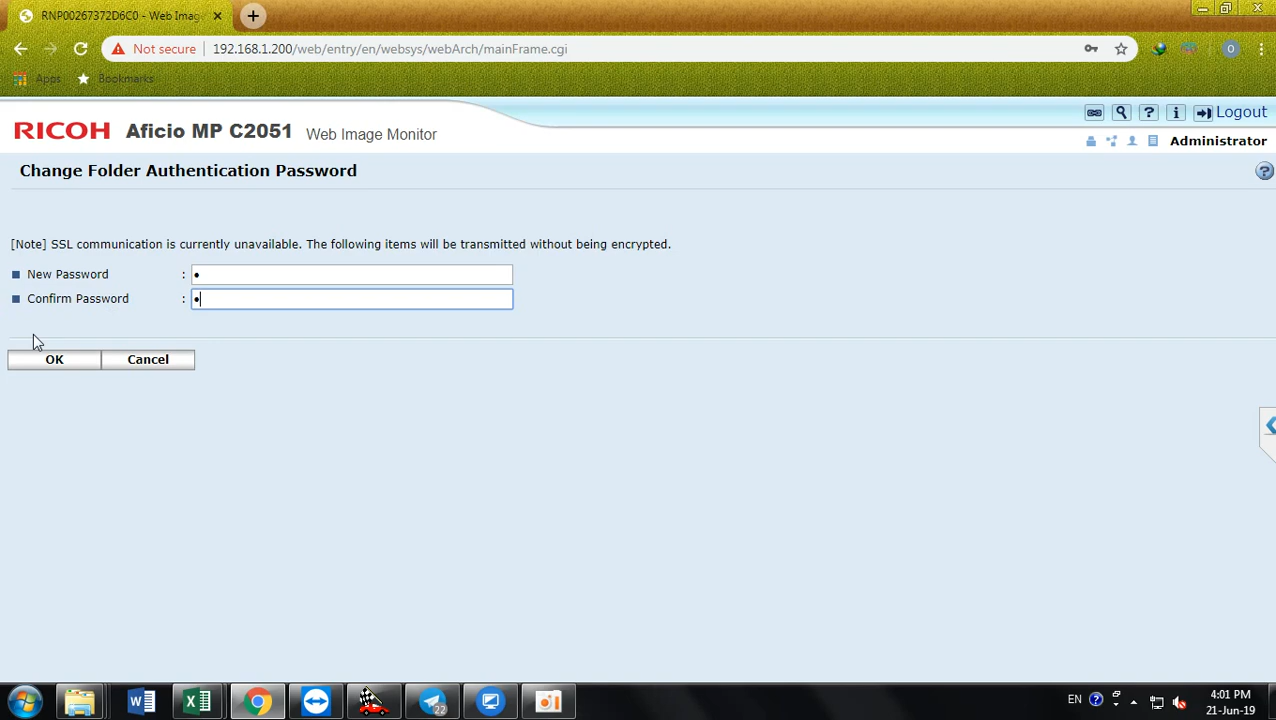 RNP00267372D6C0 - Web Imag
Not secure
192.168.1.200/web/entry/en/websys/webArch/mainFrame.cgi
O
Apps
Bookmarks
Logout
RICOH Aficio MP C2051 Web Image Monitor
Administrator
Change Folder Authentication Password
[Note] SSL communication is currently unavailable. The following items will be transmitted without being encrypted.
New Password : •
Confirm Password : •
OK
Cancel
22
EN
4:01 PM
21-Jun-19